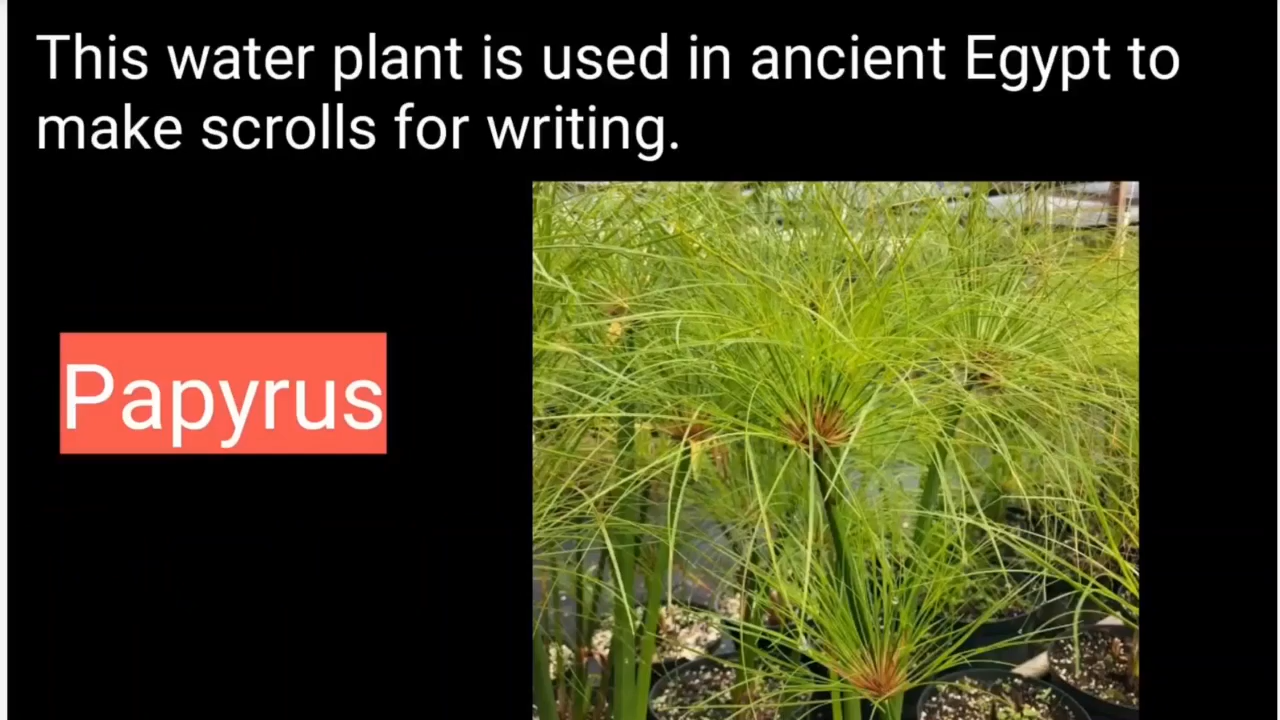 This water plant is used in ancient Egypt to
make scrolls for writing.
Papyrus